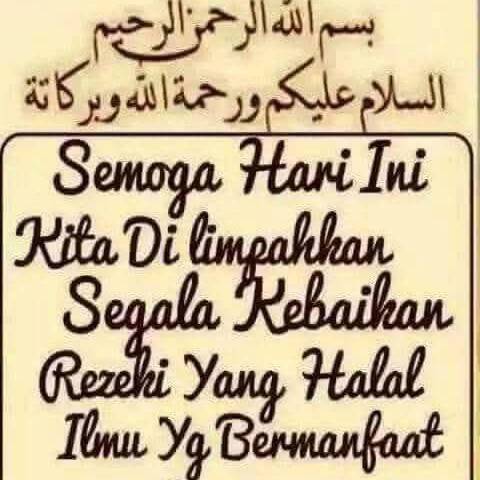 بسم الله الرحمن الرحيم
السلام عليكم ورحمة الله وبركاتة
Semoga Hari Ini
Kita Di limpahkan
Segala Kebaikan
Rezeki Yang Halal
Ilmu Yg Bermanfaat